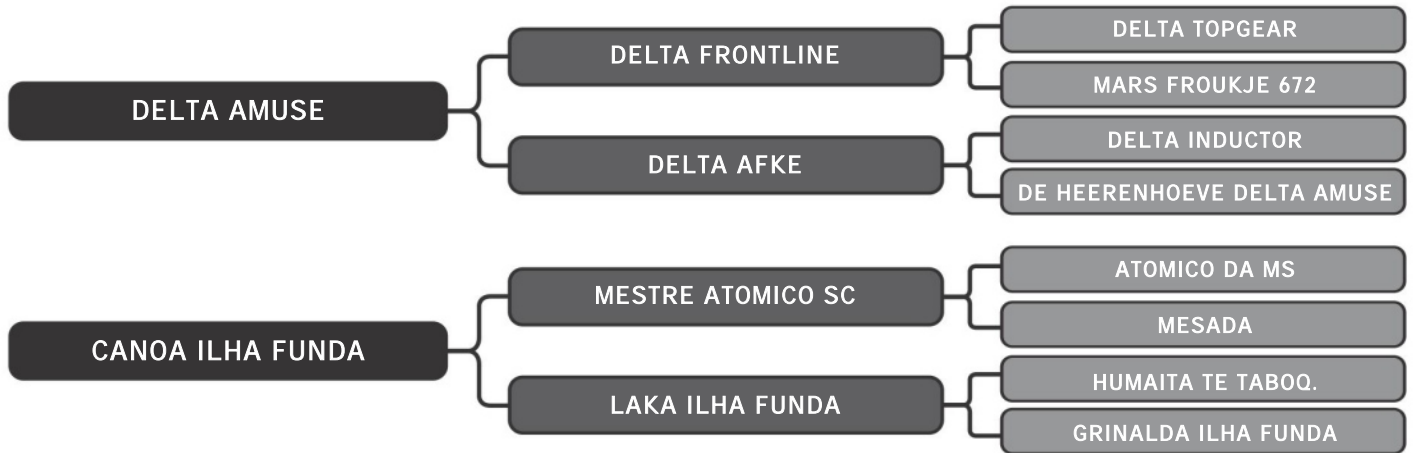 DELTA AMUSE
DELTA FRONTLINE
DELTA TOPGEAR
MARS FROUKJE 672
DELTA AFKE
DELTA INDUCTOR
DE HEERENHOEVE DELTA AMUSE
CANOA ILHA FUNDA
MESTRE ATOMICO SC
ATOMICO DA MS
MESADA
LAKA ILHA FUNDA
HUMAITA TE TABOQ.
GRINALDA ILHA FUNDA